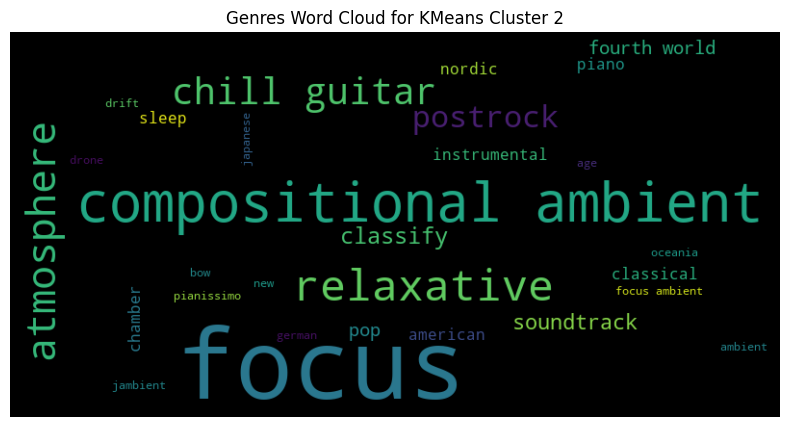 Genres Word Cloud for KMeans Cluster 2
fourth world
nordic
piano
chill guitar
drift
sleep
postrock
japanese
instrumental
drone
age
atmosphere
compositional ambient
classify
oceania
bow
classical
relaxative
new
focus ambient
pianissimo
chamber
soundtrack
pop
american
german
focus
ambient
jambient